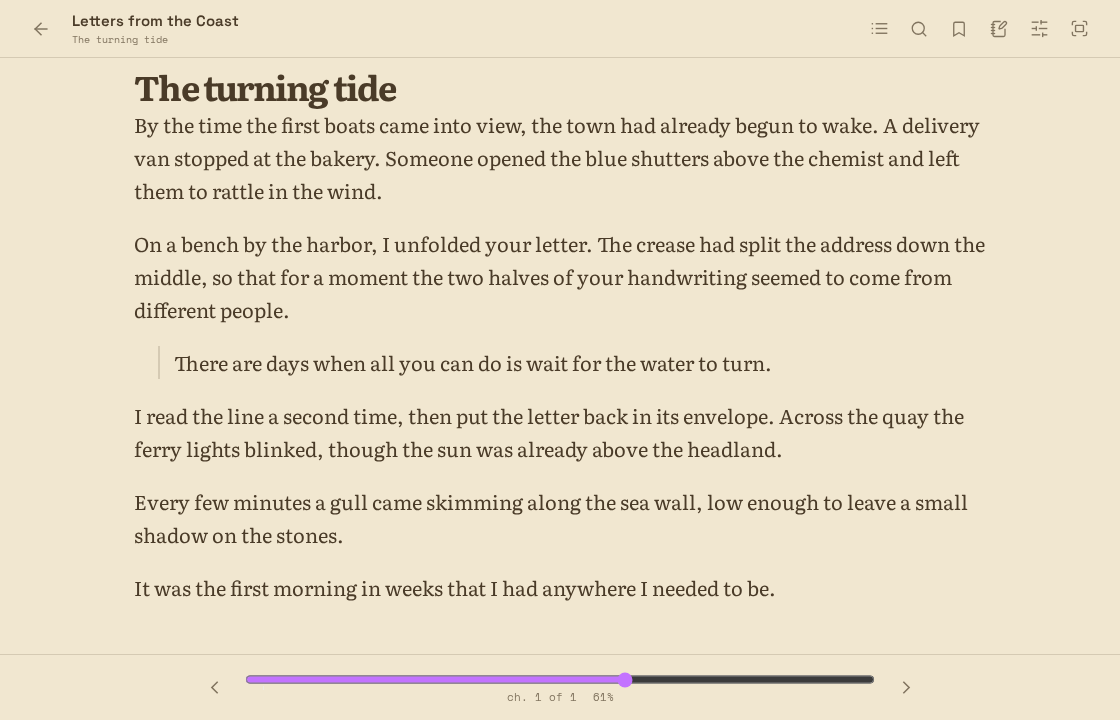 Letters from the Coast
The turning tide
The turning tide
By the time the first boats came into view, the town had already begun to wake. A delivery
van stopped at the bakery. Someone opened the blue shutters above the chemist and left
them to rattle in the wind.
On a bench by the harbor, I unfolded your letter. The crease had split the address down the
middle, so that for a moment the two halves of your handwriting seemed to come from
different people.
There are days when all you can do is wait for the water to turn.
I read the line a second time, then put the letter back in its envelope. Across the quay the
ferry lights blinked, though the sun was already above the headland.
Every few minutes a gull came skimming along the sea wall, low enough to leave a small
shadow on the stones.
It was the first morning in weeks that I had anywhere I needed to be.
ch. 1 of 1 61%